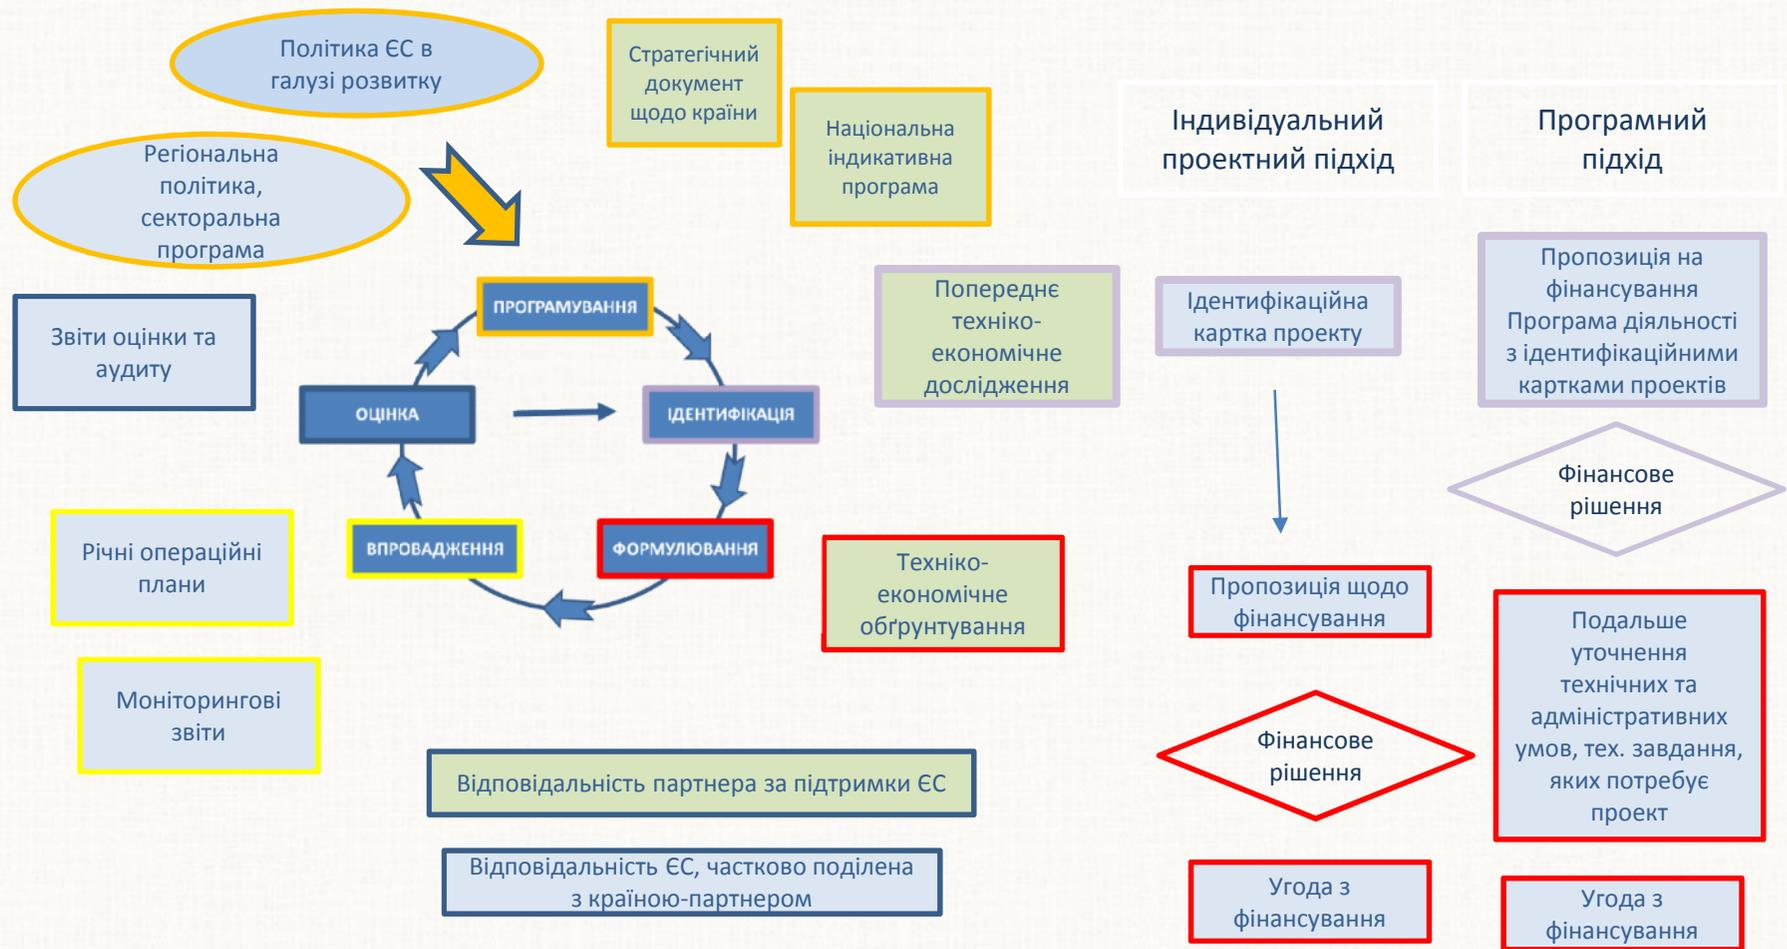 Політика ЄС в
галузі розвитку
Стратегічний
документ
щодо країни
Національна
індикативна
програма
Індивідуальний
проектний підхід
Програмний
підхід
Регіональна
політика,
секторальна
програма
Звіти оцінки та
аудиту
ПРОГРАМУВАННЯ
ОЦІНКА
ІДЕНТИФІКАЦІЯ
ВПРОВАДЖЕННЯ
ФОРМУЛЮВАННЯ
Попереднє
техніко-
економічне
дослідження
Ідентифікаційна
картка проекту
Пропозиція на
фінансування
Програма діяльності
з ідентифікаційними
картками проектів
Фінансове
рішення
Річні операційні
плани
Моніторингові
звіти
Техніко-
економічне
обґрунтування
Пропозиція щодо
фінансування
Подальше
уточнення
технічних та
адміністративних
умов, тех. завдання,
яких потребує
проект
Фінансове
рішення
Відповідальність партнера за підтримки ЄС
Відповідальність ЄС, частково поділена
з країною-партнером
Угода з
фінансування
Угода з
фінансування